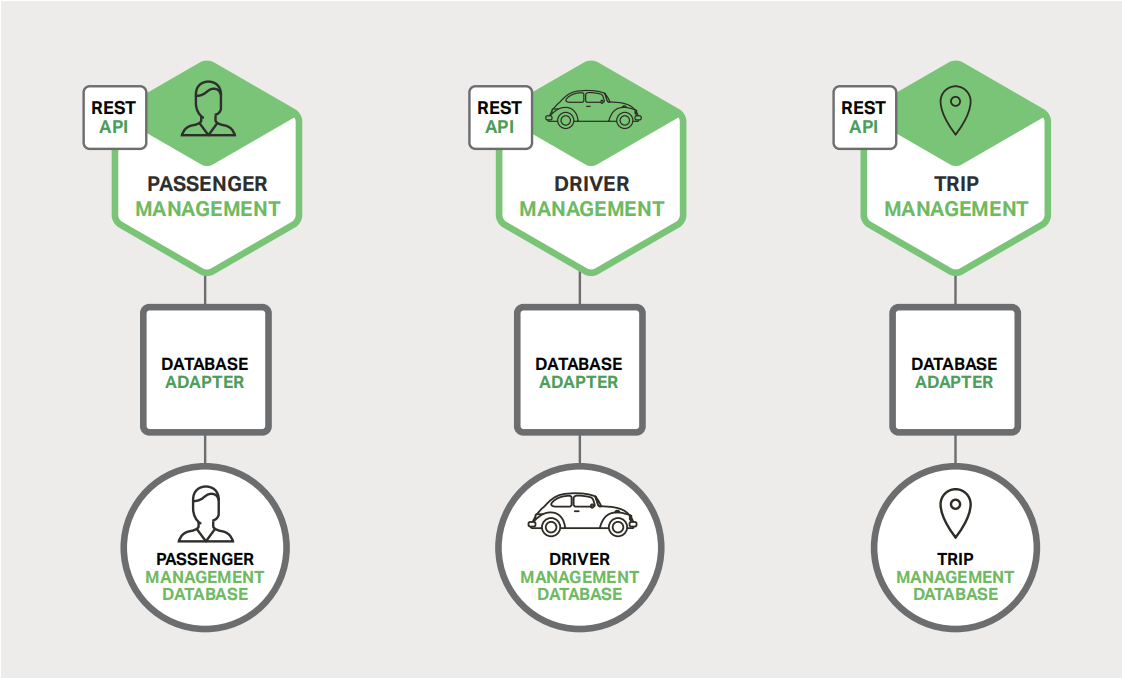 REST
API
PASSENGER
MANAGEMENT
REST
API
DRIVER
MANAGEMENT
REST
API
TRIP
MANAGEMENT
DATABASE
ADAPTER
DATABASE
ADAPTER
DATABASE
ADAPTER
PASSENGER
MANAGEMENT
DATABASE
DRIVER
MANAGEMENT
DATABASE
TRIP
MANAGEMENT
DATABASE